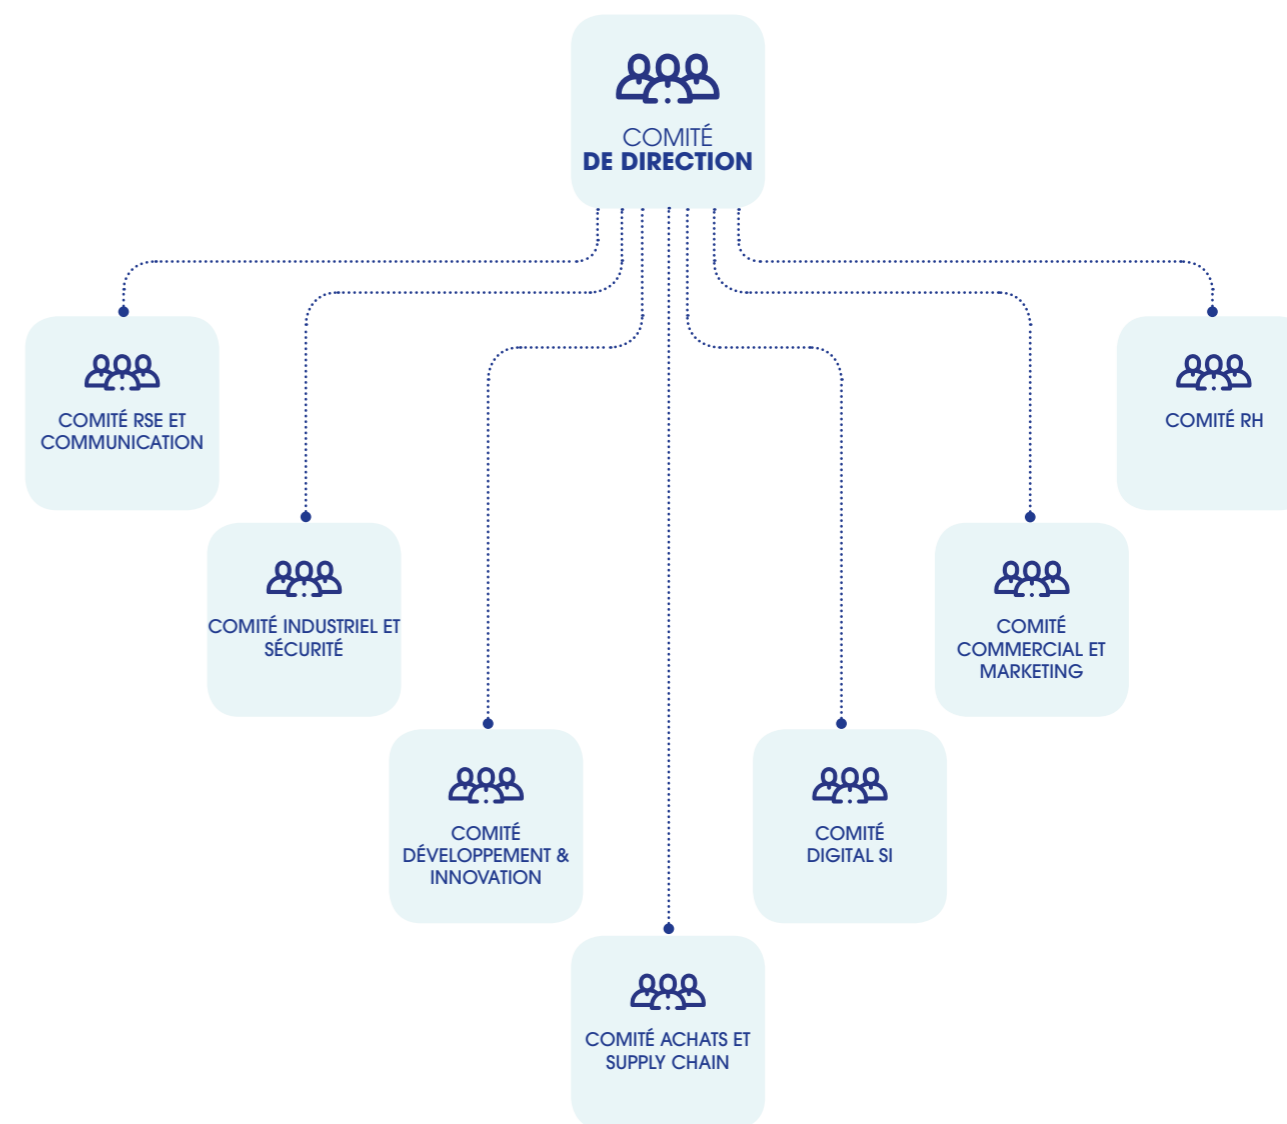 COMITÉ
DE DIRECTION
COMITÉ RSE ET
COMMUNICATION
COMITÉ RH
COMITÉ INDUSTRIEL ET
SÉCURITÉ
COMITÉ
COMMERCIAL ET
MARKETING
COMITÉ
DÉVELOPPEMENT &
INNOVATION
COMITÉ
DIGITAL SI
COMITÉ ACHATS ET
SUPPLY CHAIN